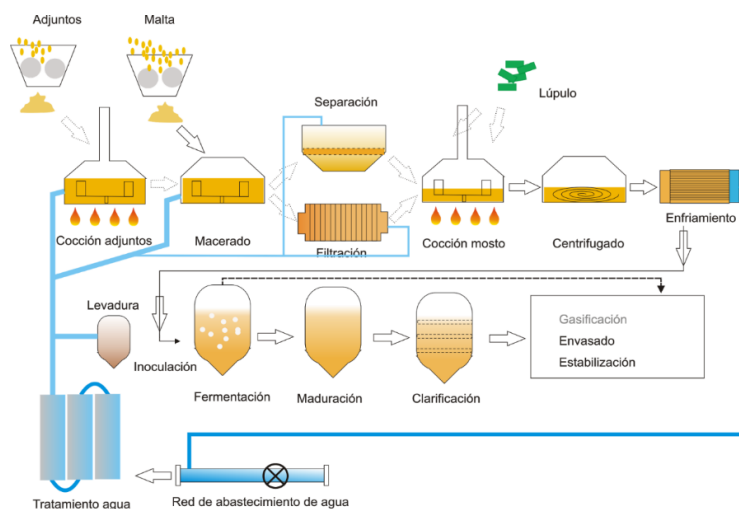 Adjuntos
Malta
Separación
Lúpulo
Cocción adjuntos
Macerado
Filtración
Cocción mosto
Centrifugado
Enfriamiento
Levadura
Inoculación
Fermentación
Maduración
Clarificación
Gasificación
Envasado
Estabilización
Tratamiento agua
Red de abastecimiento de agua